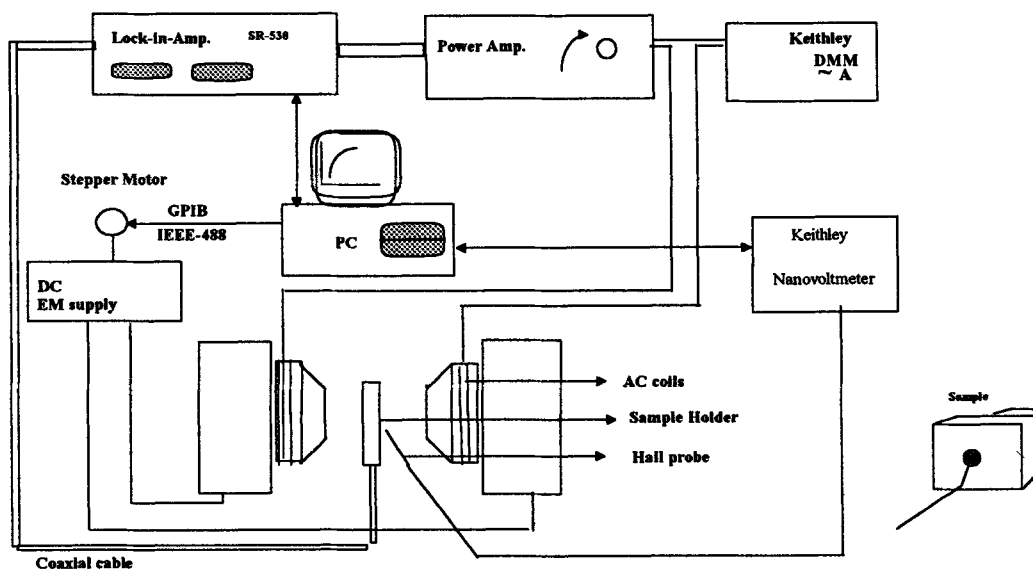 Lock-in-Amp. SR-530
Power Amp.
Keithley
DMM
~ A
Stepper Motor
GPIB
IEEE-488
PC
Keithley
Nanovoltmeter
DC
EM supply
AC coils
Sample Holder
Hall probe
Sample
Coaxial cable